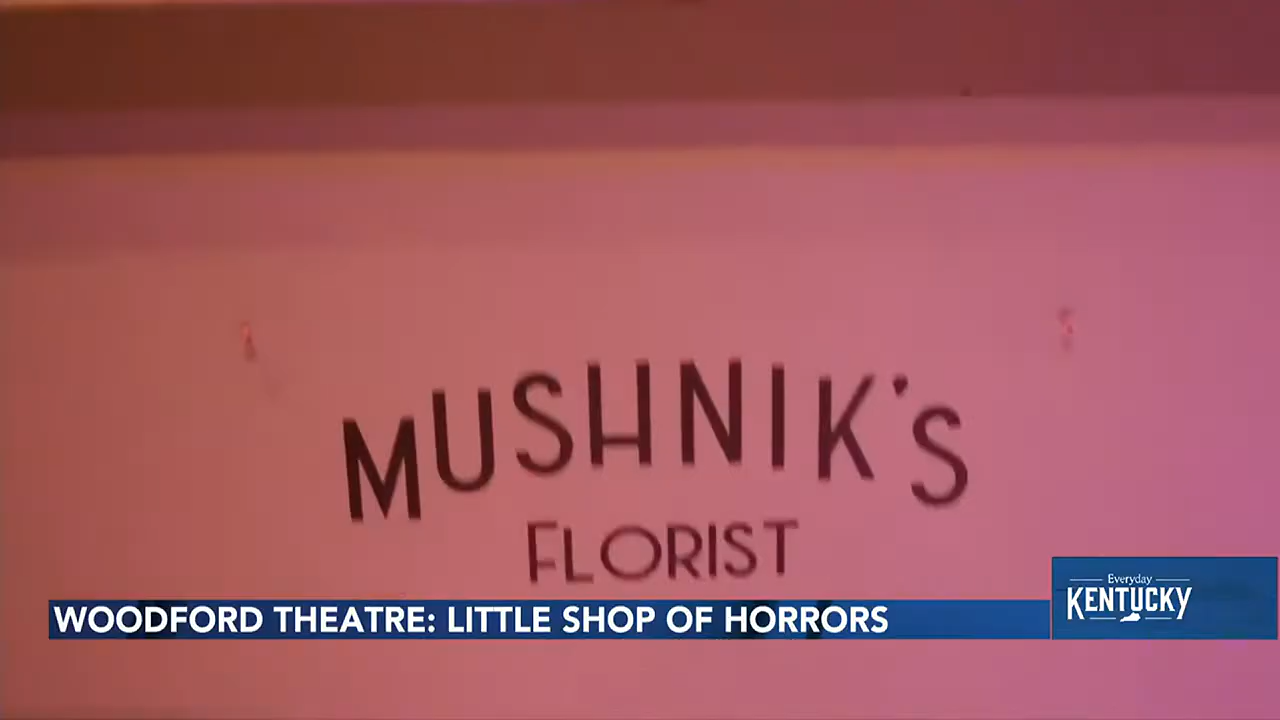 MUSHNIK'S
FLORIST
WOODFORD THEATRE: LITTLE SHOP OF HORRORS
Everyday
KENTUCKY